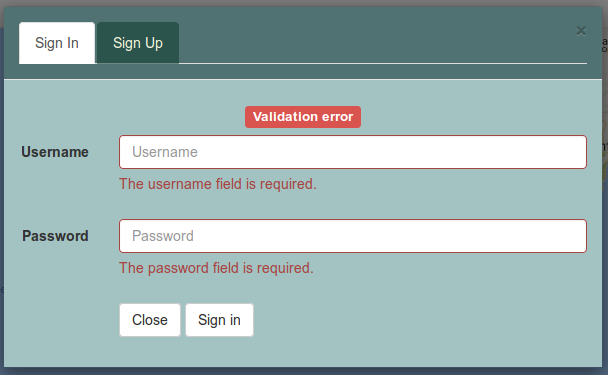 Sign In
Sign Up
×
Validation error
Username
Username
The username field is required.
Password
Password
The password field is required.
Close
Sign in